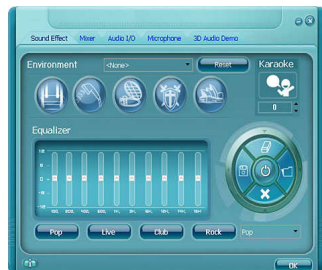 Sound Effect Mixer Audio I/O Microphone 3D Audio Demo
Environment <None> Reset Karaoke
0
Equalizer
Pop Live Club Rock Pop
OK